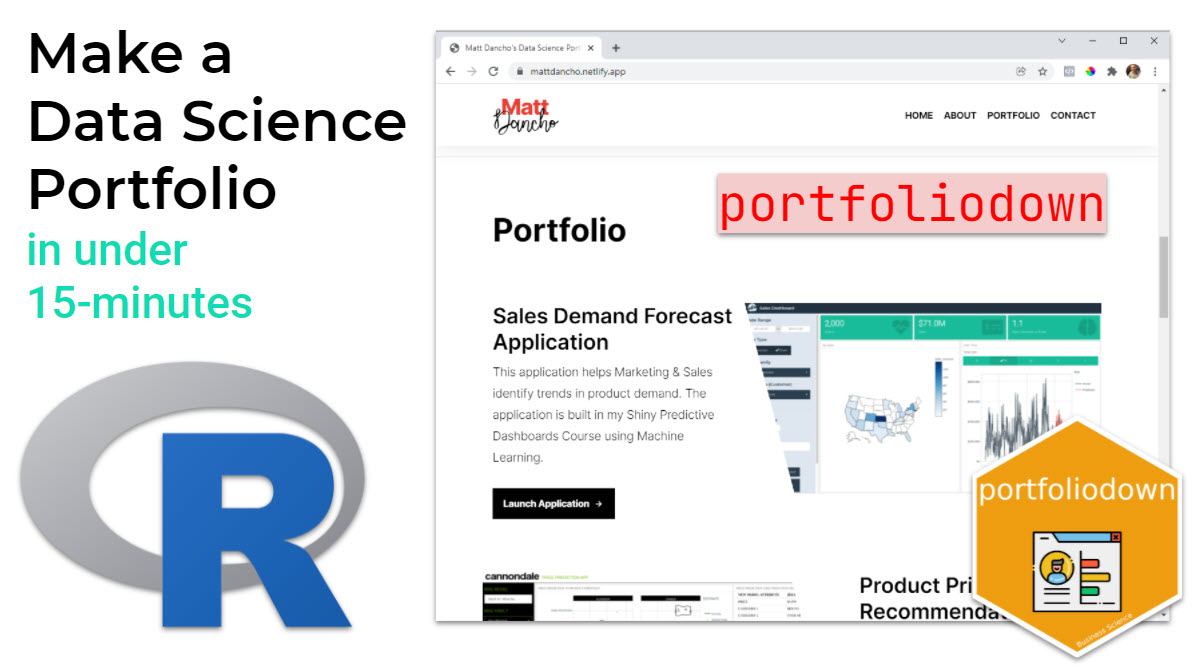 Make a
Data Science
Portfolio
in under
15-minutes
R
Matt Dancho's Data Science Port
mattdancho.netlify.app
Matt
Dancho
HOME ABOUT PORTFOLIO CONTACT
portfoliodown
Portfolio
Sales Demand Forecast
Application
This application helps Marketing & Sales
identify trends in product demand. The
application is built in my Shiny Predictive
Dashboards Course using Machine
Learning.
Launch Application →
Sales Dashboard
2,000
$71.0M
1.1
cannondale
Product Pri
Recommenda
portfoliodown
Business Science